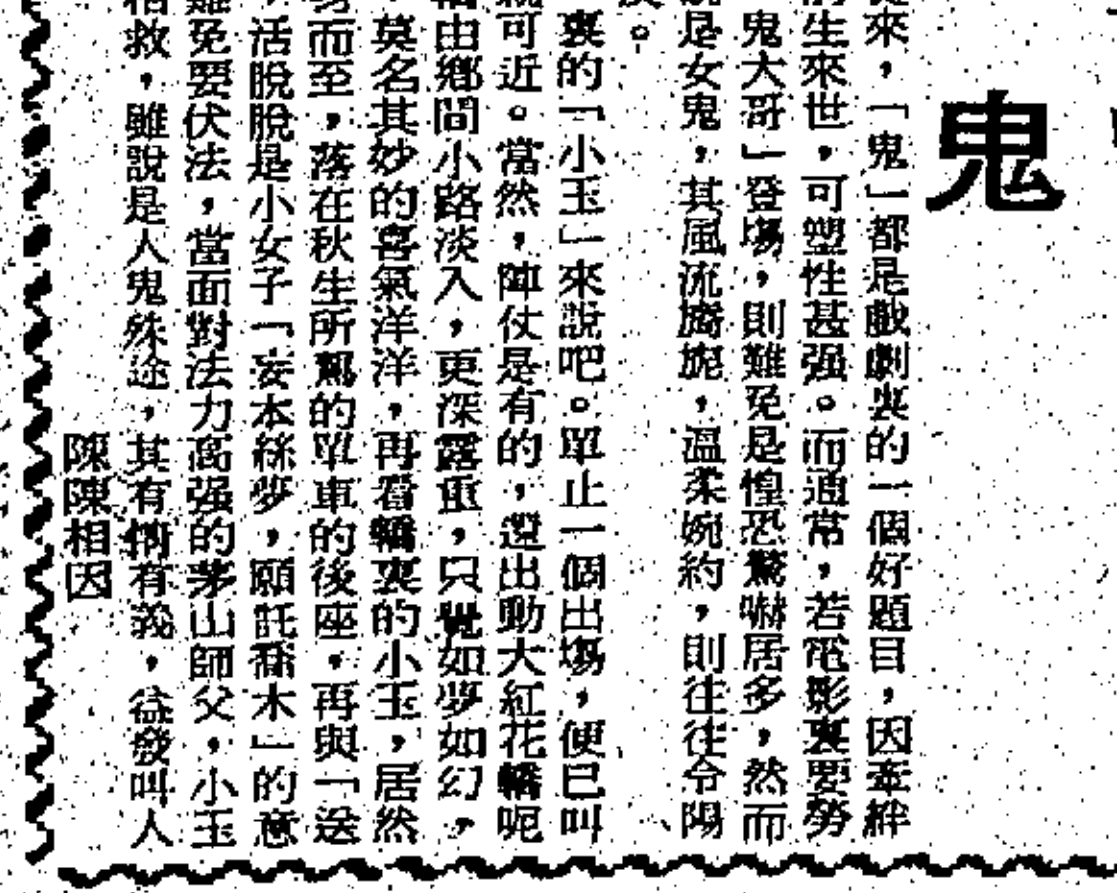 鬼
來，「鬼」都是戲劇裏的一個好題目，因牽絆
生來世，可塑性甚强。而通常，若電影裏要勞
鬼大哥」登塲，則難免是惶恐驚嚇居多，然而
是女鬼，其風流旖旎，溫柔婉約，則往往令陽
。
裏的「小玉」來說吧。單止一個出塲，便已叫
可近。當然，陣仗是有的，還出動大紅花轎呢
由鄉間小路淡入，更深露重，只覺如夢如幻，
，莫名其妙的喜氣洋洋，再看轎裏的小玉，居然
而至，落在秋生所駕的單車的後座，再與「送
，活脫脫是小女子「妄本絲夢，願託喬木」的意
難免要伏法，當面對法力高强的茅山師父，小玉
相救，雖說是人鬼殊途，其有情有義，益發叫人
陳陳相因